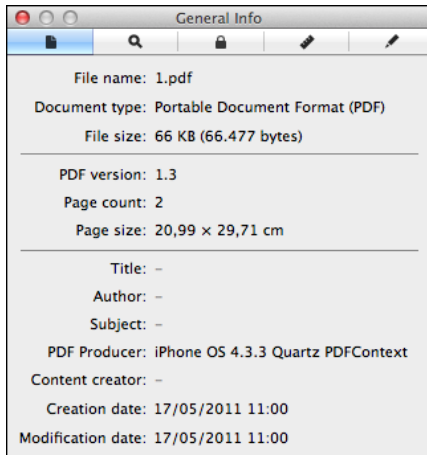 General Info
File name: 1.pdf
Document type: Portable Document Format (PDF)
File size: 66 KB (66.477 bytes)
PDF version: 1.3
Page count: 2
Page size: 20,99 × 29,71 cm
Title: –
Author: –
Subject: –
PDF Producer: iPhone OS 4.3.3 Quartz PDFContext
Content creator: –
Creation date: 17/05/2011 11:00
Modification date: 17/05/2011 11:00